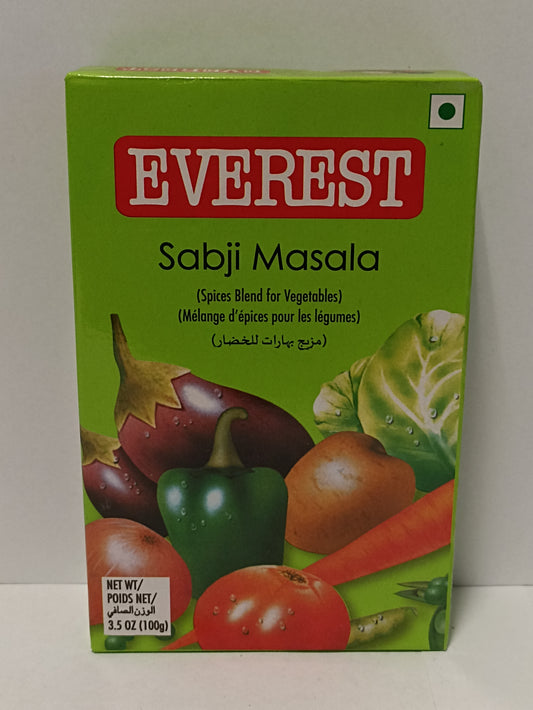 EVEREST
Sabji Masala
(Spices Blend for Vegetables)
(Mélange d'épices pour les légumes)
(مزيج بهارات للخضار)
NET WT/
POIDS NET/
الوزن الصافي
3.5 OZ (100g)